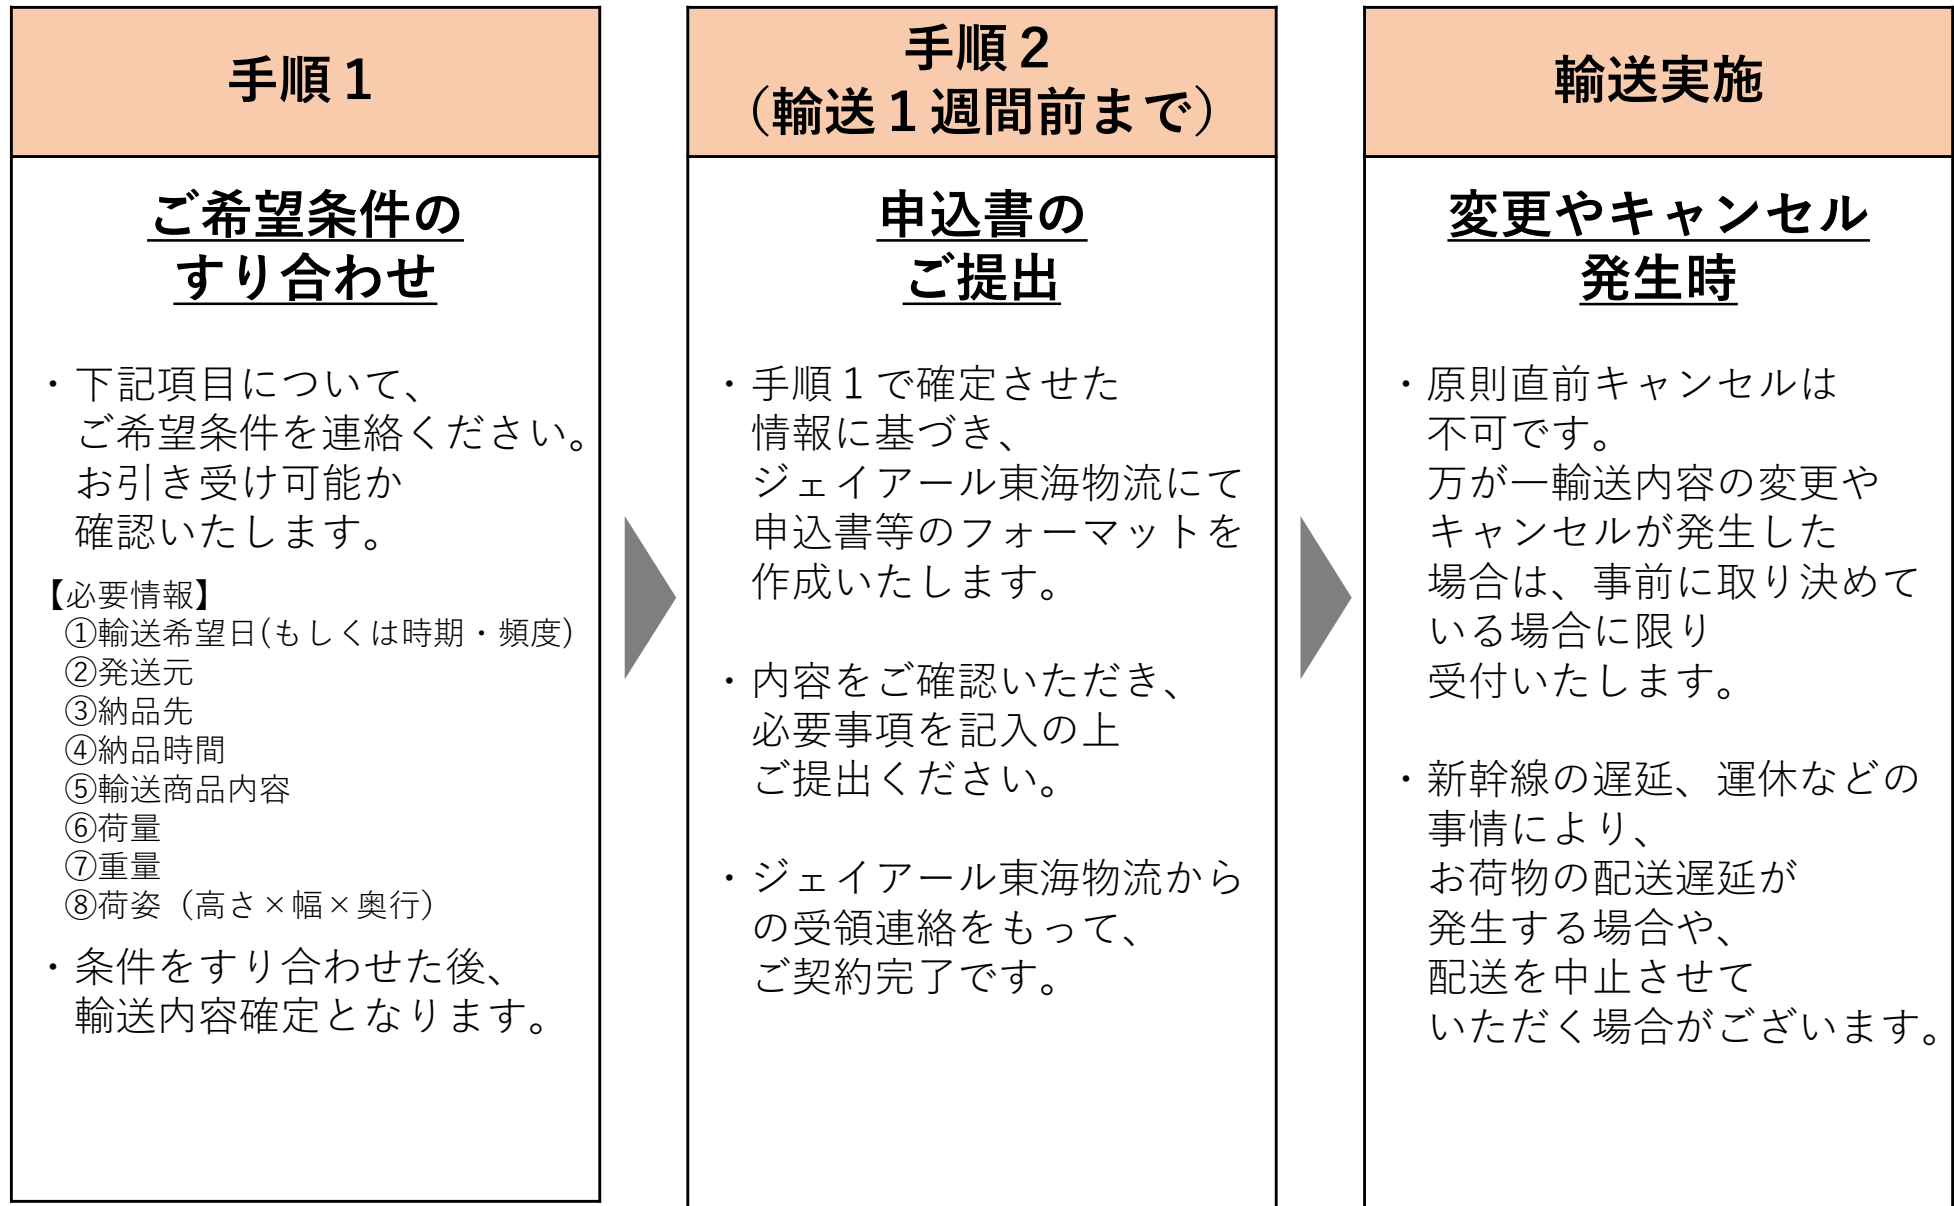 手順１
ご希望条件の
すり合わせ
・下記項目について、
ご希望条件を連絡ください。
お引き受け可能か
確認いたします。
【必要情報】
①輸送希望日(もしくは時期・頻度)
②発送元
③納品先
④納品時間
⑤輸送商品内容
⑥荷量
⑦重量
⑧荷姿（高さ×幅×奥行）
・条件をすり合わせた後、
輸送内容確定となります。
手順２
（輸送１週間前まで）
申込書の
ご提出
・手順１で確定させた
情報に基づき、
ジェイアール東海物流にて
申込書等のフォーマットを
作成いたします。
・内容をご確認いただき、
必要事項を記入の上
ご提出ください。
・ジェイアール東海物流から
の受領連絡をもって、
ご契約完了です。
輸送実施
変更やキャンセル
発生時
・原則直前キャンセルは
不可です。
万が一輸送内容の変更や
キャンセルが発生した
場合は、事前に取り決めて
いる場合に限り
受付いたします。
・新幹線の遅延、運休などの
事情により、
お荷物の配送遅延が
発生する場合や、
配送を中止させて
いただく場合がございます。